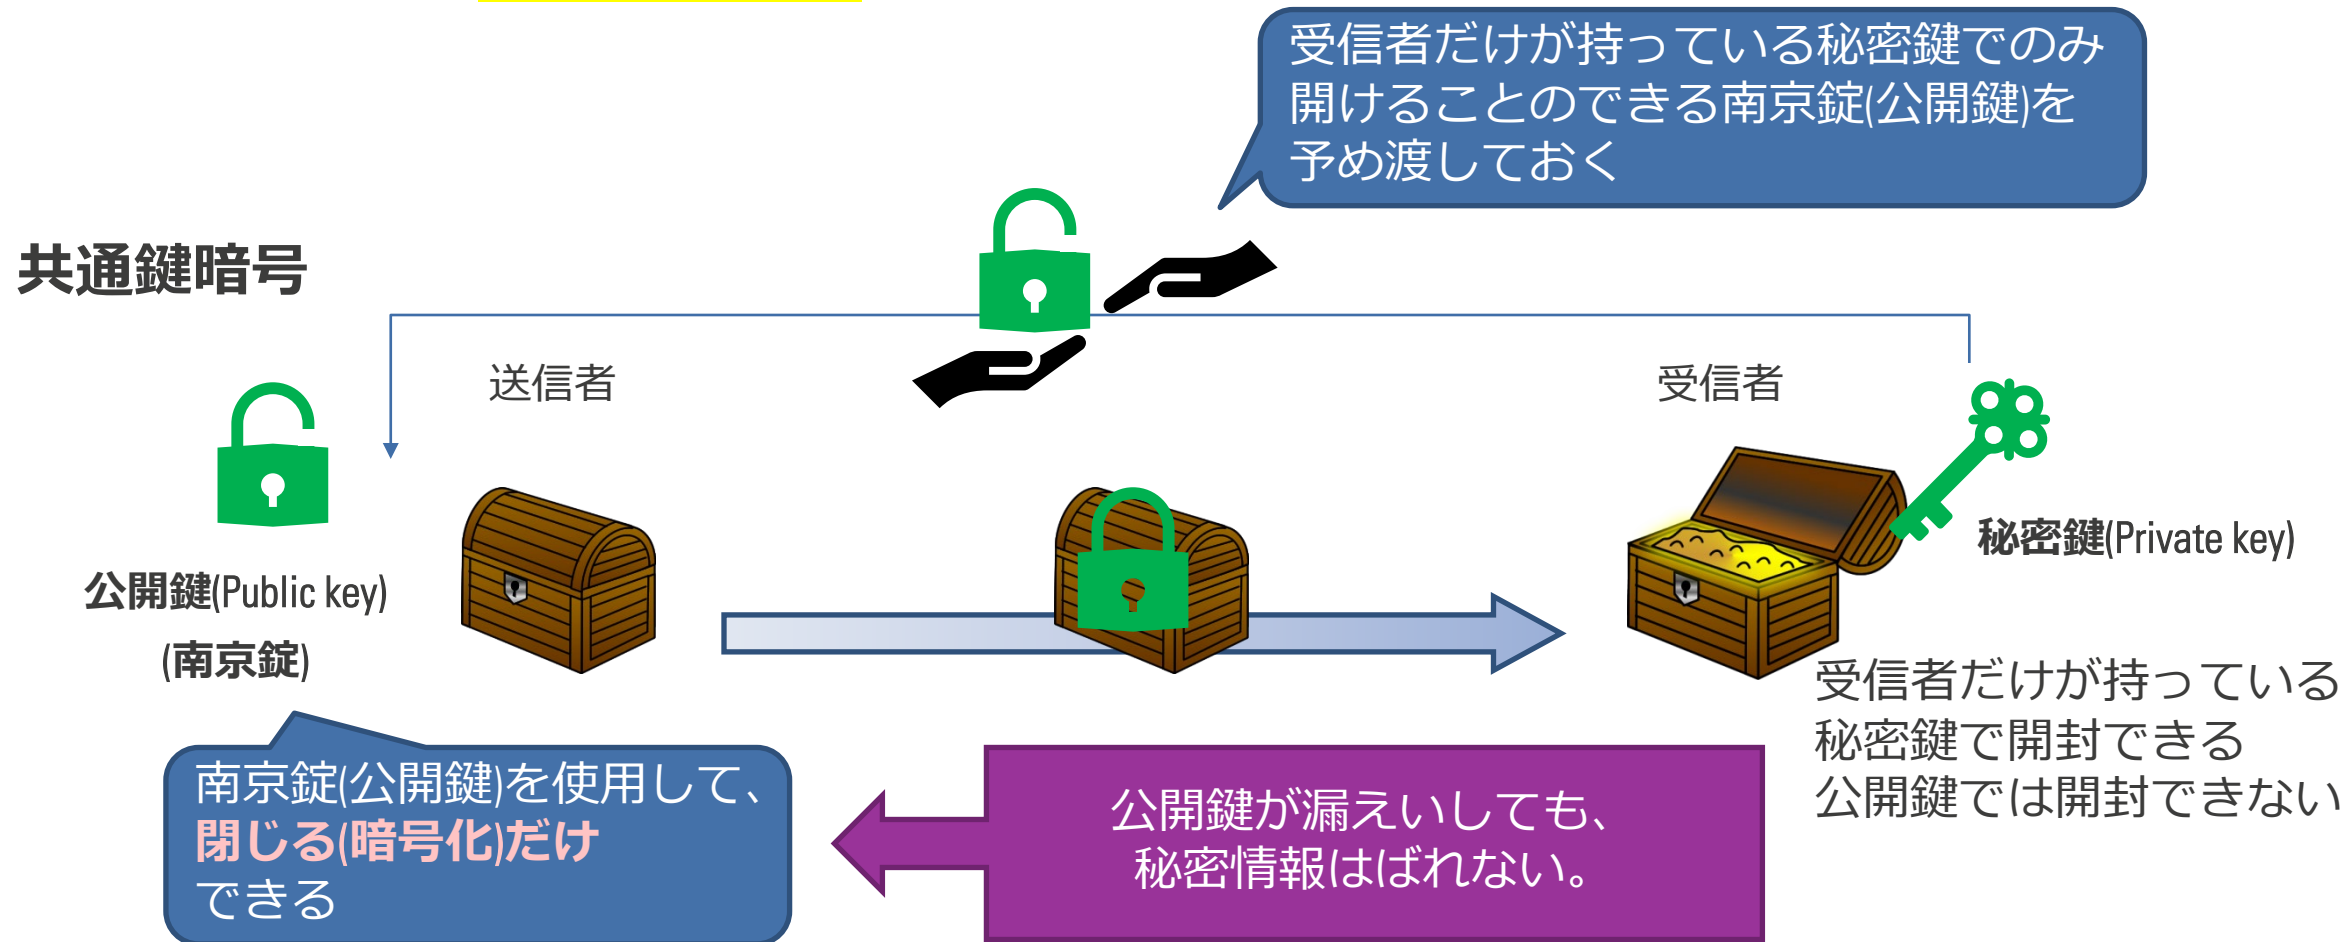 受信者だけが持っている秘密鍵でのみ
開けることのできる南京錠(公開鍵)を
予め渡しておく
共通鍵暗号
送信者
受信者
公開鍵(Public key)
(南京錠)
秘密鍵(Private key)
受信者だけが持っている
秘密鍵で開封できる
公開鍵では開封できない
南京錠(公開鍵)を使用して、
閉じる(暗号化)だけ
できる
公開鍵が漏えいしても、
秘密情報はばれない。